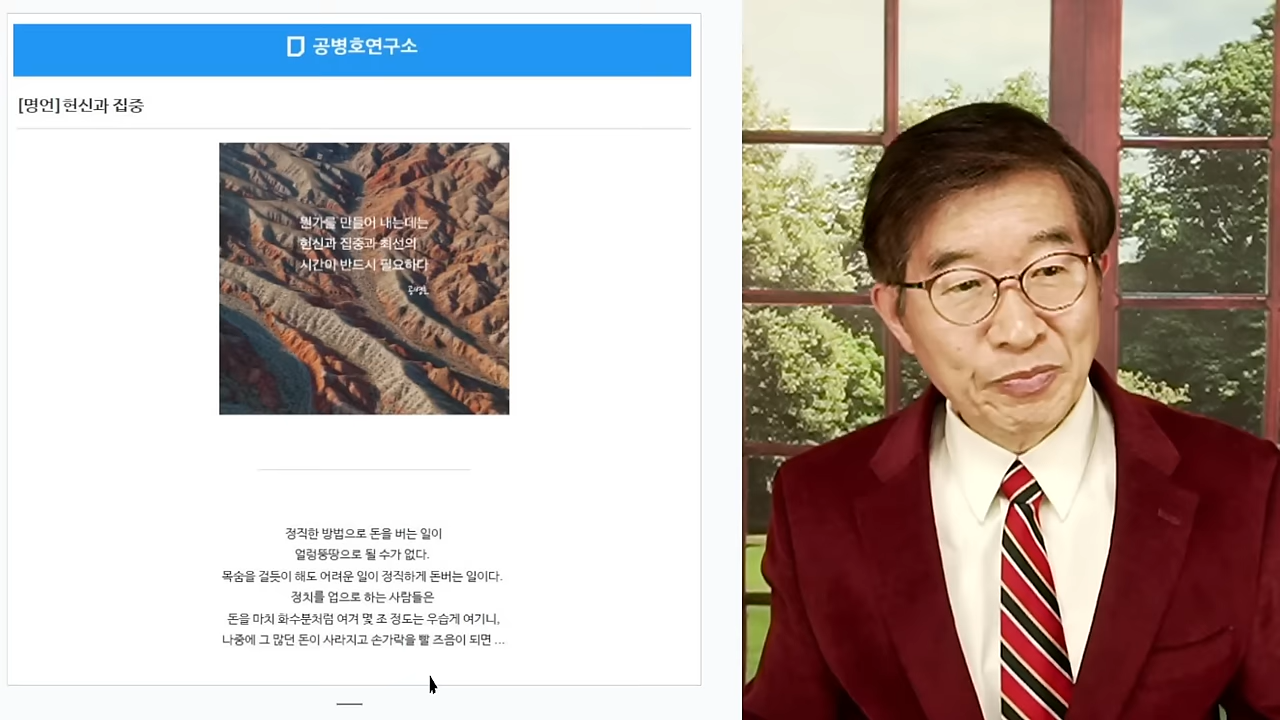 공병호연구소
[명언] 헌신과 집중
뭔가를 만들어 내는데는
헌신과 집중과 최선의
시간이 반드시 필요하다
공병호
정직한 방법으로 돈을 버는 일이
얼렁뚱땅으로 될 수가 없다.
목숨을 걸듯이 해도 어려운 일이 정직하게 돈버는 일이다.
정치를 업으로 하는 사람들은
돈을 마치 화수분처럼 여겨 몇 조 정도는 우습게 여기니,
나중에 그 많던 돈이 사라지고 손가락을 빨 즈음이 되면 ...